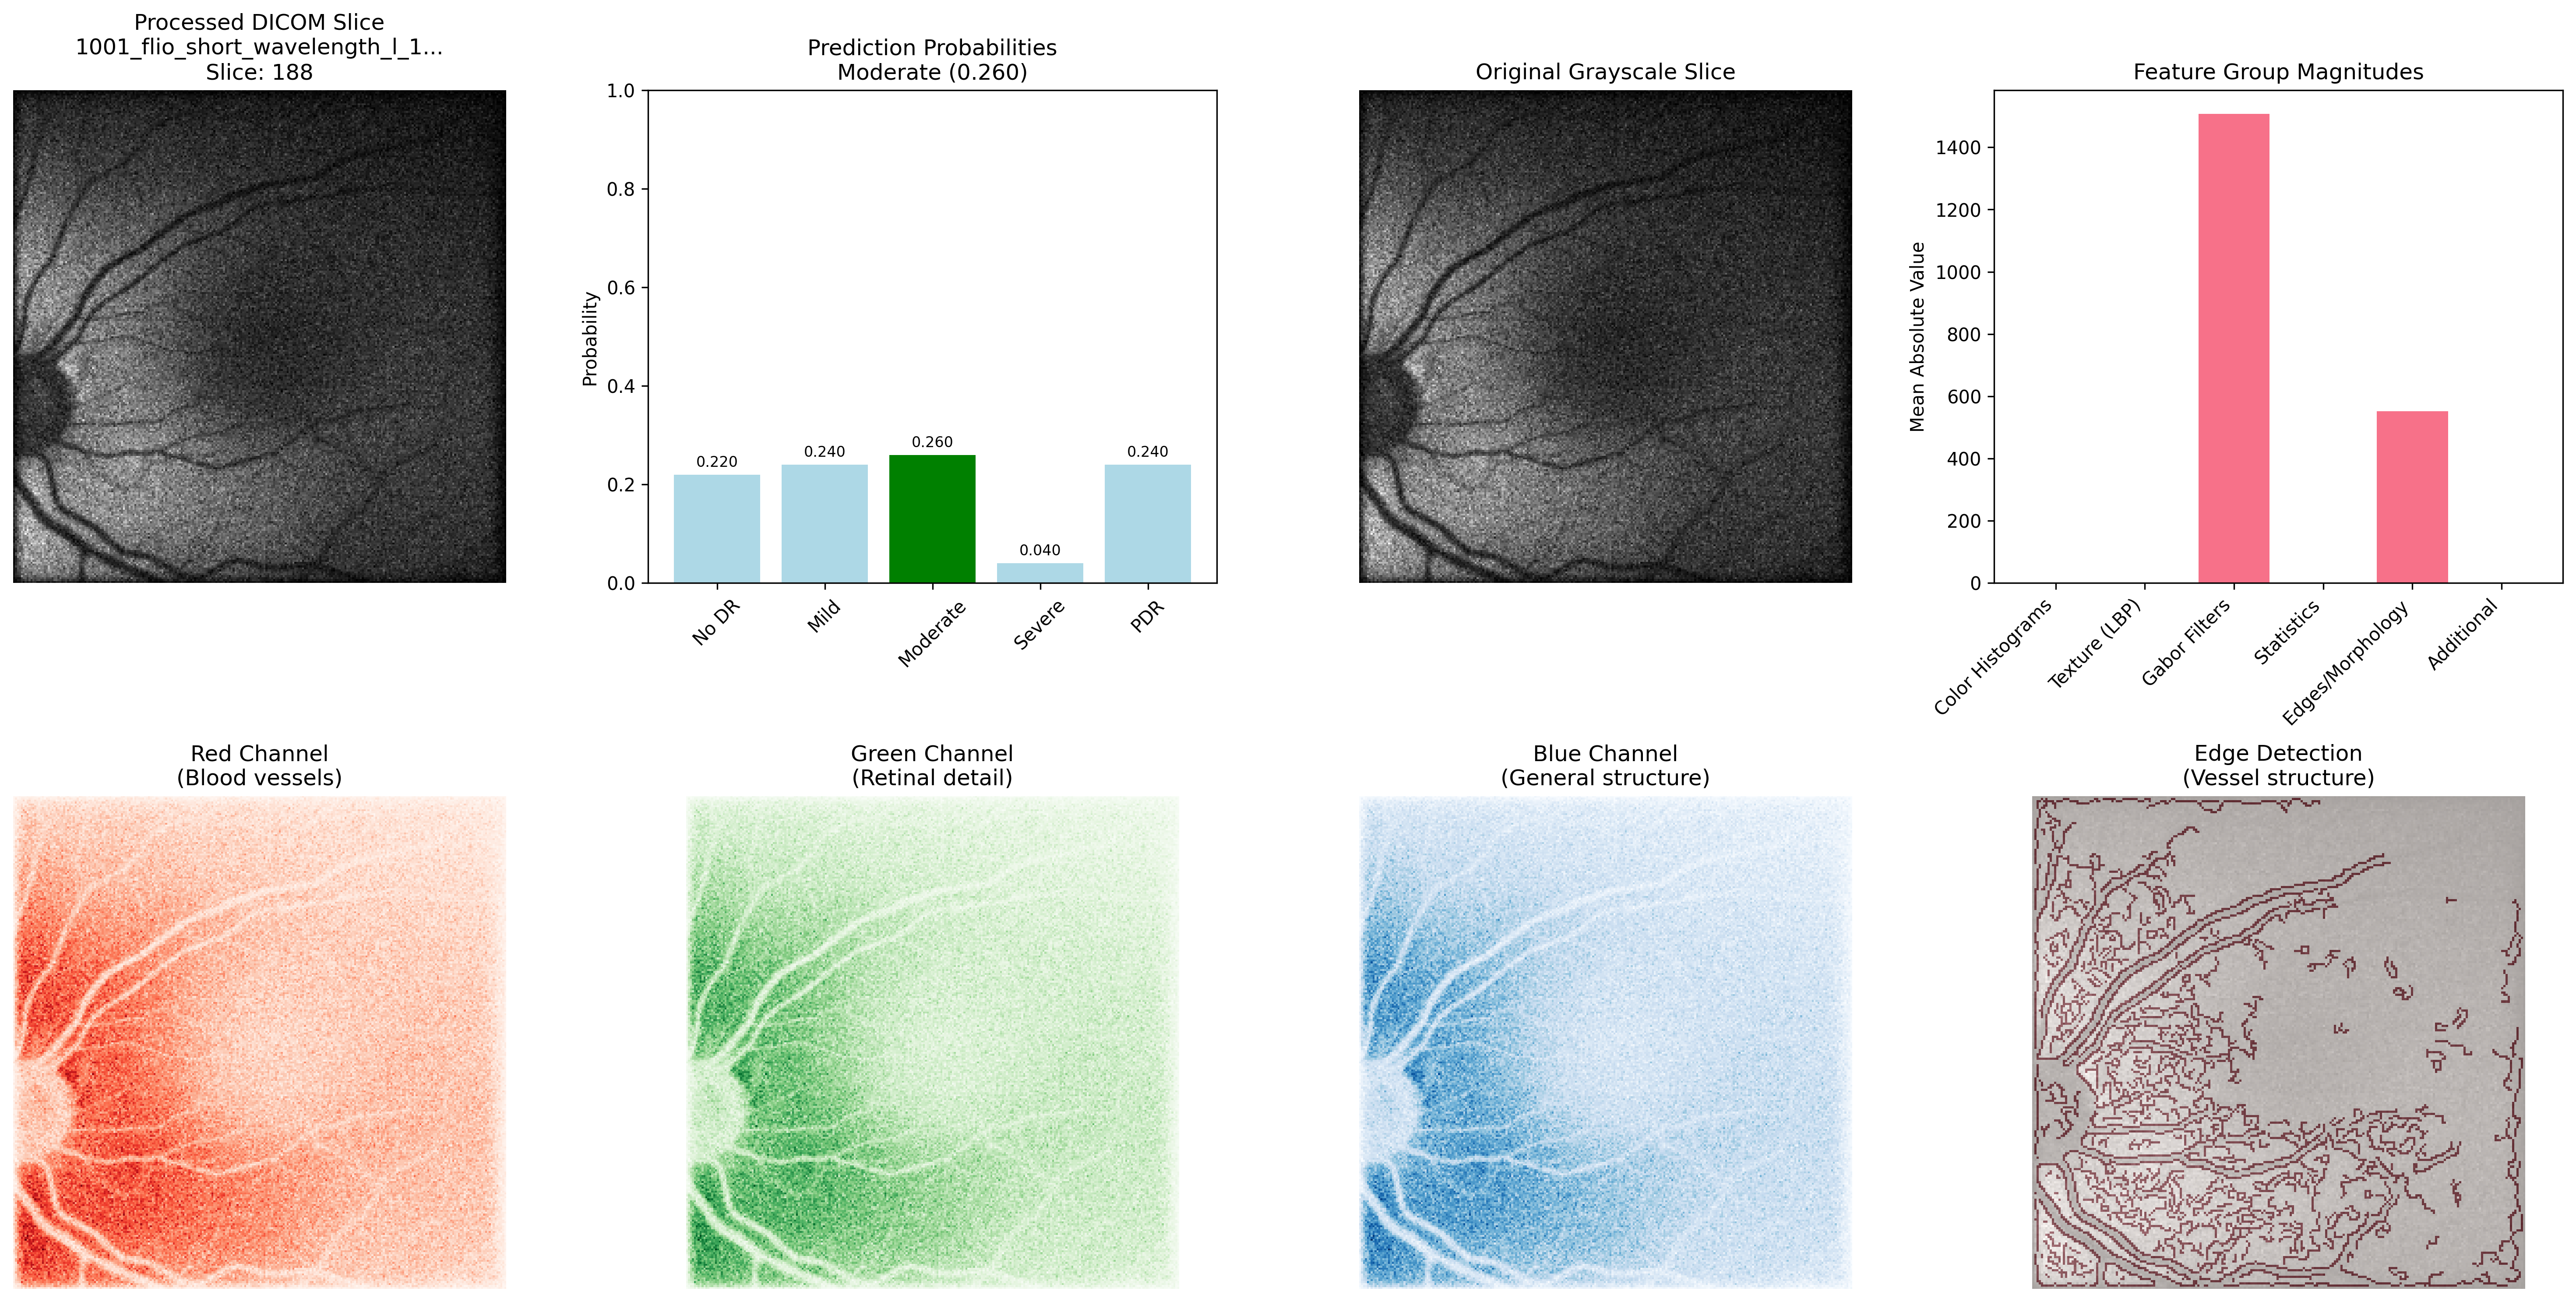 Processed DICOM Slice
1001_flio_short_wavelength_l_1...
Slice: 188
Prediction Probabilities
Moderate (0.260)
Probability
1.0
0.8
0.6
0.4
0.2
0.0
0.220
0.240
0.260
0.040
0.240
No DR
Mild
Moderate
Severe
PDR
Original Grayscale Slice
Feature Group Magnitudes
Mean Absolute Value
1400
1200
1000
800
600
400
200
0
Color Histograms
Texture (LBP)
Gabor Filters
Statistics
Edges/Morphology
Additional
Red Channel
(Blood vessels)
Green Channel
(Retinal detail)
Blue Channel
(General structure)
Edge Detection
(Vessel structure)